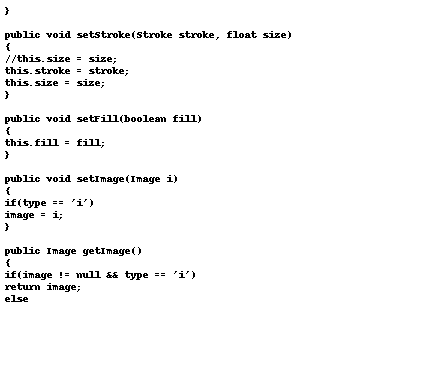 }
public void setStroke(Stroke stroke, float size)
{
//this.size = size;
this.stroke = stroke;
this.size = size;
}
public void setFill(boolean fill)
{
this.fill = fill;
}
public void setImage(Image i)
{
if(type == 'i')
image = i;
}
public Image getImage()
{
if(image != null && type == 'i')
return image;
else